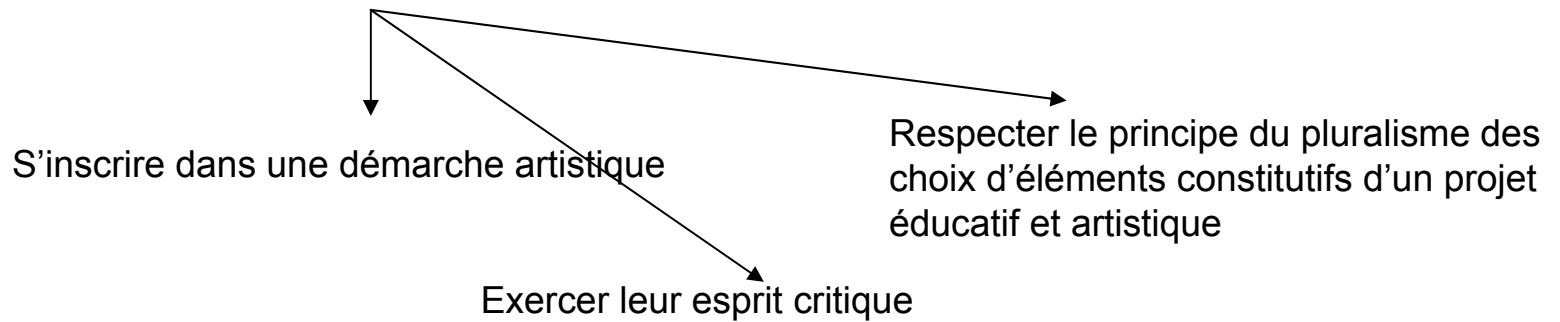 S’inscrire dans une démarche artistique
Respecter le principe du pluralisme des
choix d’éléments constitutifs d’un projet
éducatif et artistique
Exercer leur esprit critique